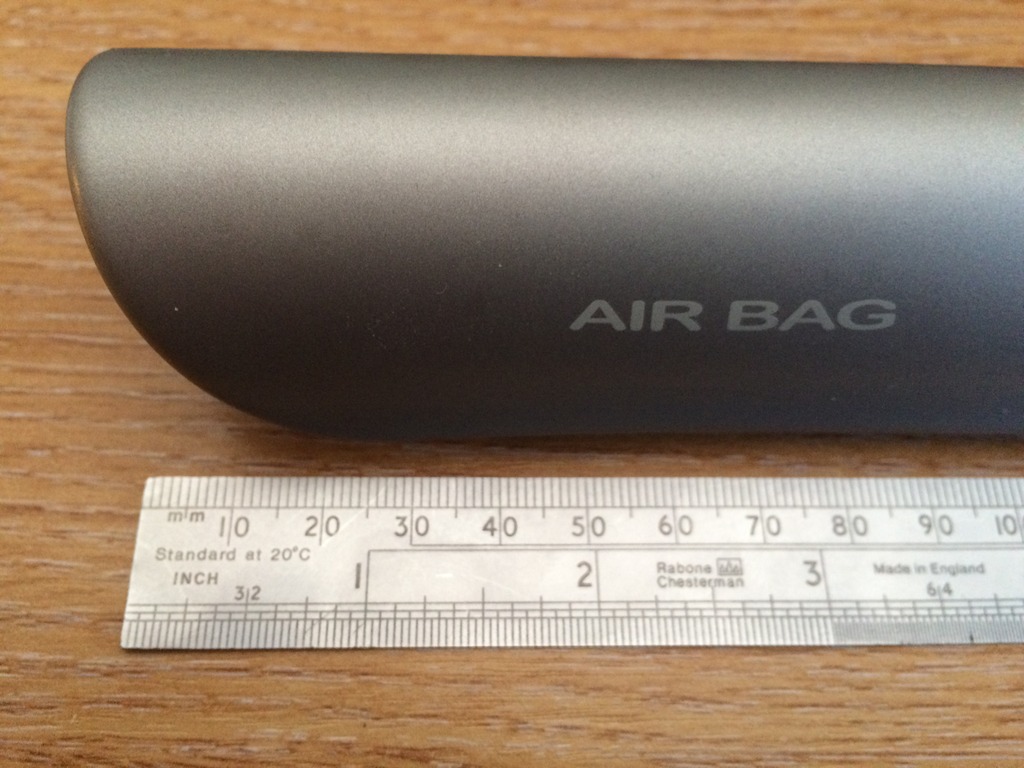 AIR BAG
mm 10 20 30 40 50 60 70 80 90 10
Standard at 20°C
INCH 1 2 3
32
Rabone
Chesterman
Made in England
64